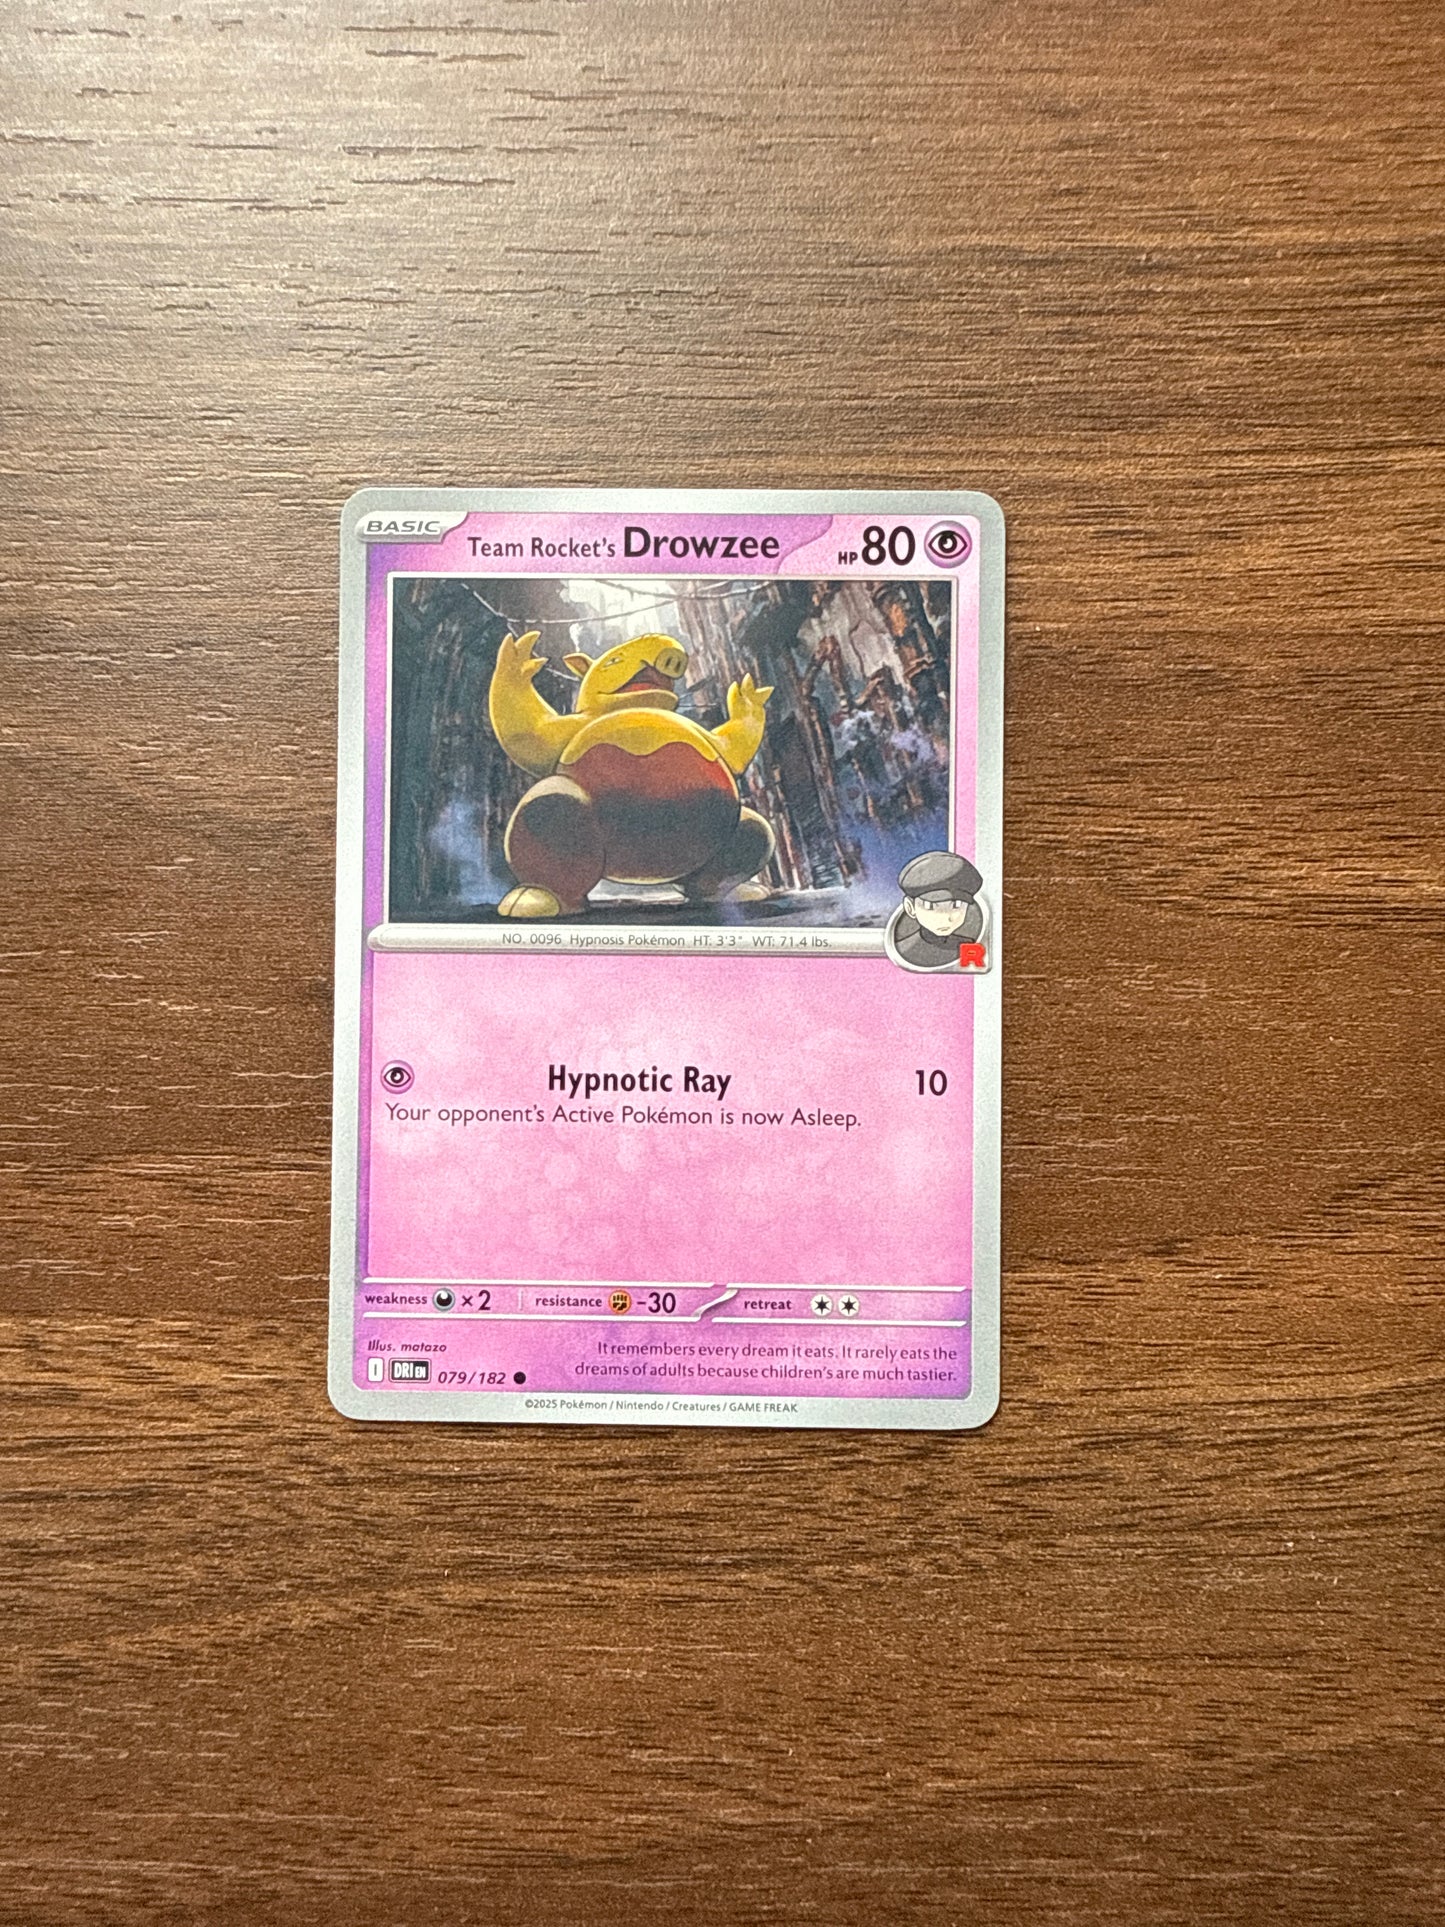 BASIC
Team Rocket's Drowzee HP 80
NO. 0096 Hypnosis Pokémon HT: 3'3" WT: 71.4 lbs.
R
Hypnotic Ray 10
Your opponent's Active Pokémon is now Asleep.
weakness ×2 resistance -30 retreat
Illus. matazo
It remembers every dream it eats. It rarely eats the
dreams of adults because children's are much tastier.
I DRI EN 079/182
©2025 Pokémon / Nintendo / Creatures / GAME FREAK